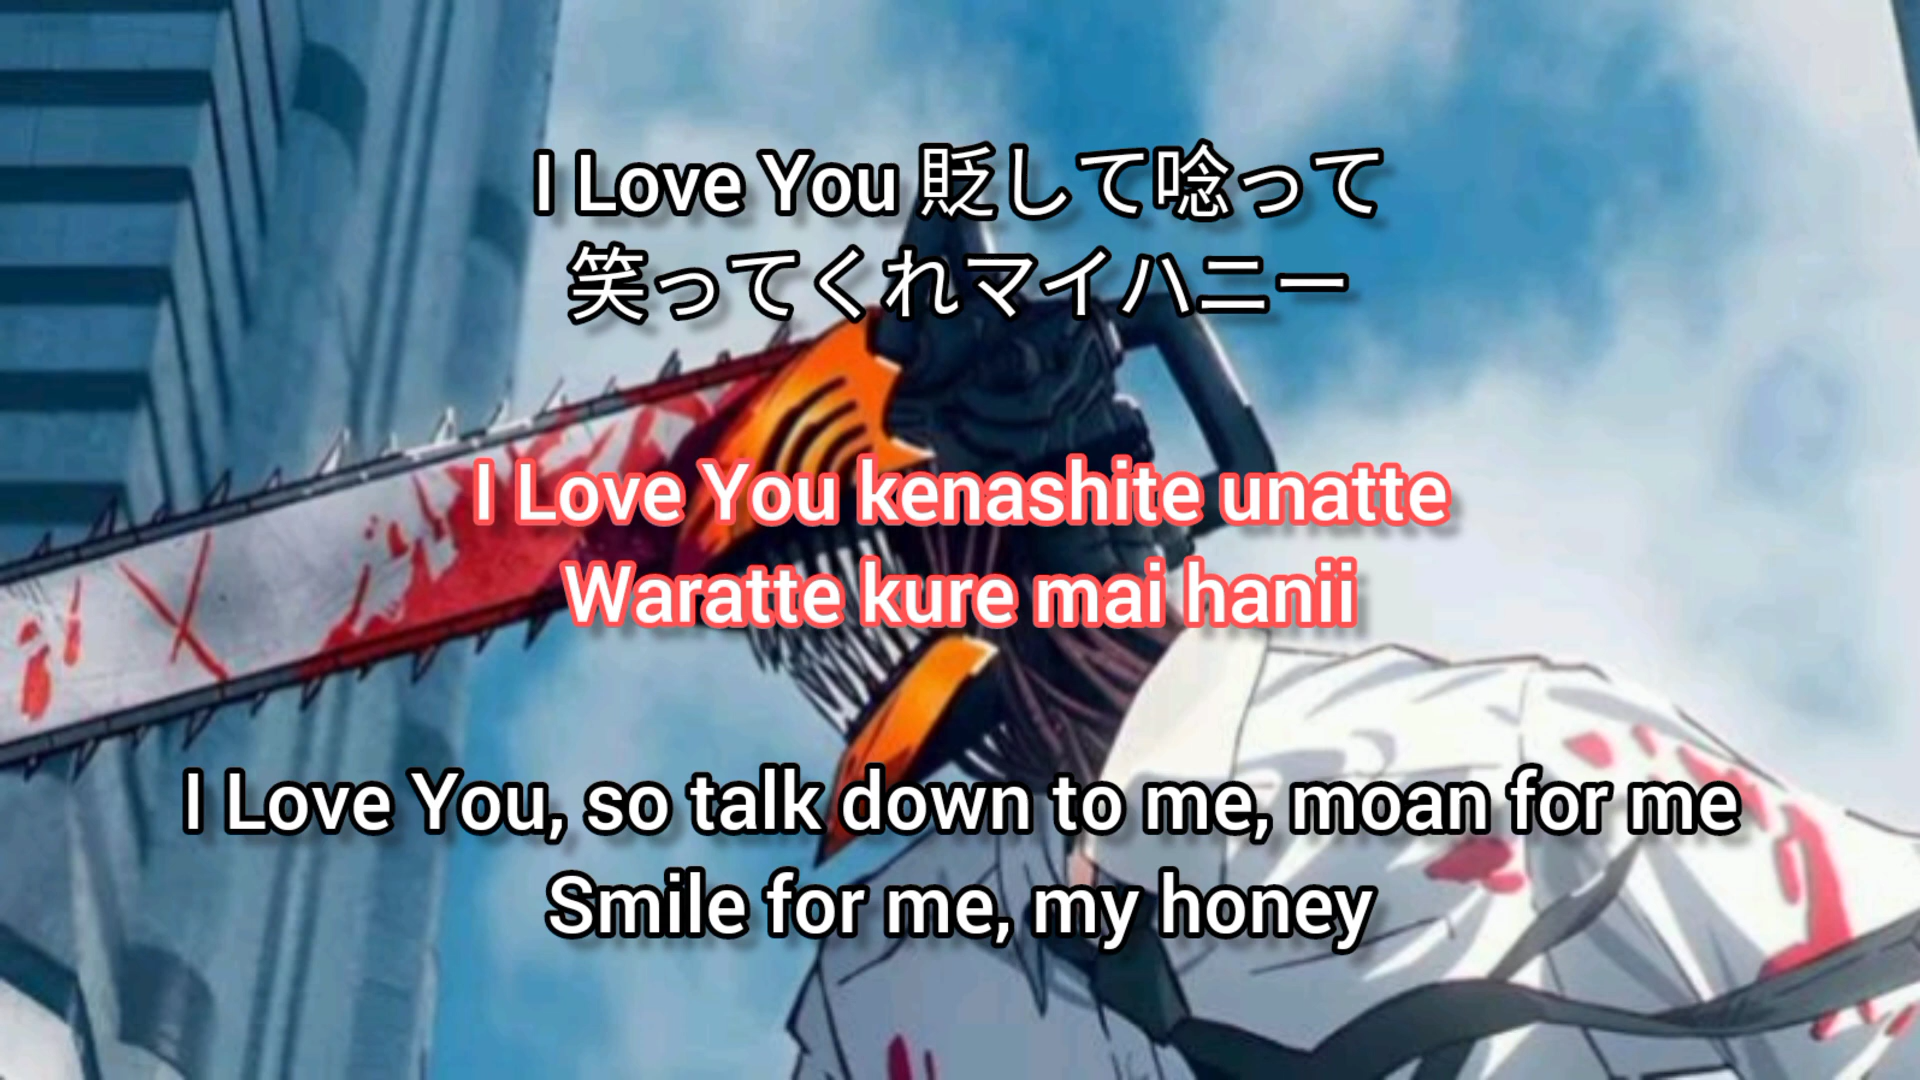 I Love You 貶して唸って
笑ってくれマイハニー
I Love You kenashite unatte
Waratte kure mai hanii
I Love You, so talk down to me, moan for me
Smile for me, my honey